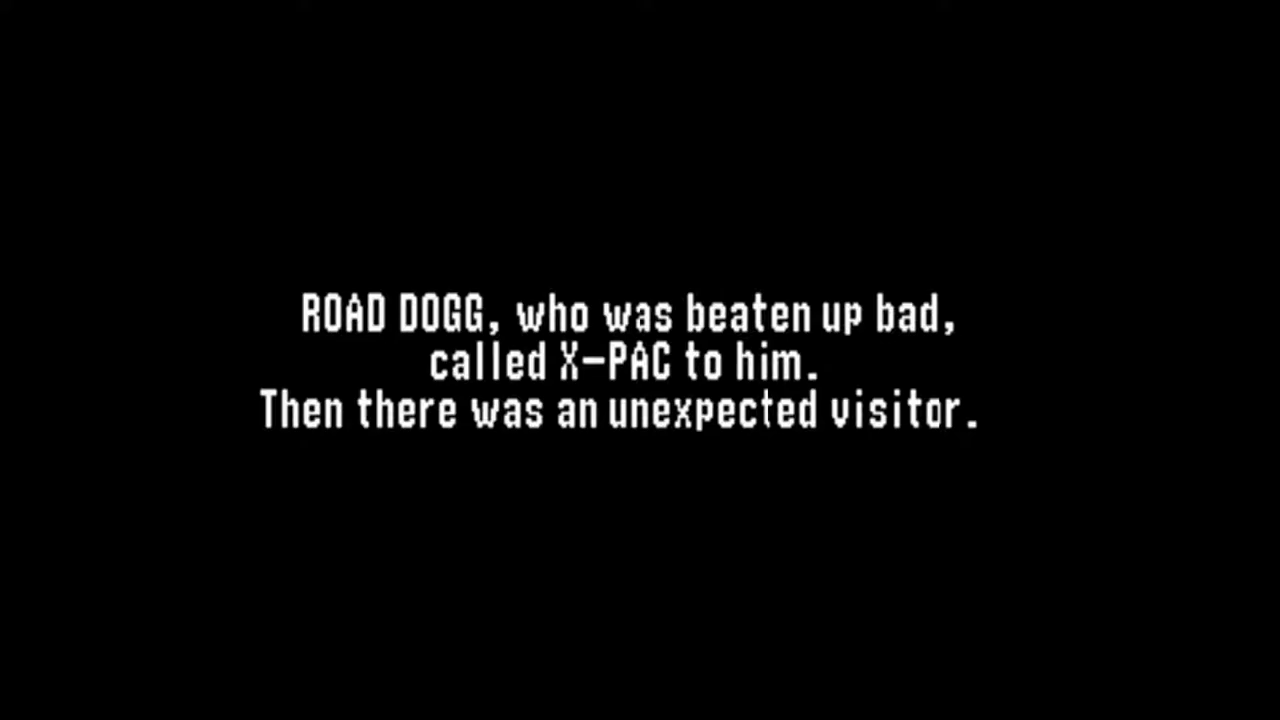 ROAD DOGG, who was beaten up bad,
called X-PAC to him.
Then there was an unexpected visitor.